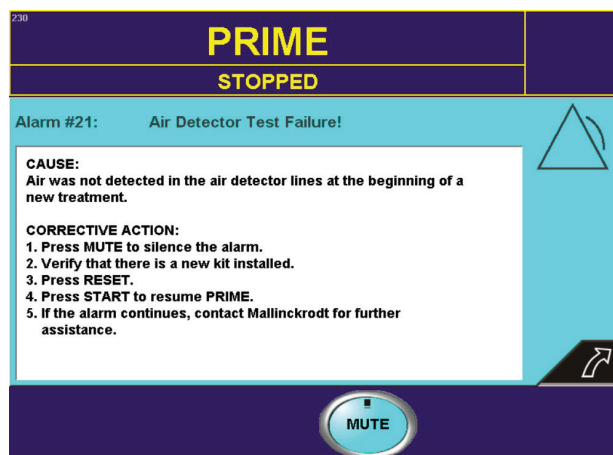 230
PRIME
STOPPED
Alarm #21: Air Detector Test Failure!
CAUSE:
Air was not detected in the air detector lines at the beginning of a
new treatment.
CORRECTIVE ACTION:
1. Press MUTE to silence the alarm.
2. Verify that there is a new kit installed.
3. Press RESET.
4. Press START to resume PRIME.
5. If the alarm continues, contact Mallinckrodt for further
assistance.
MUTE